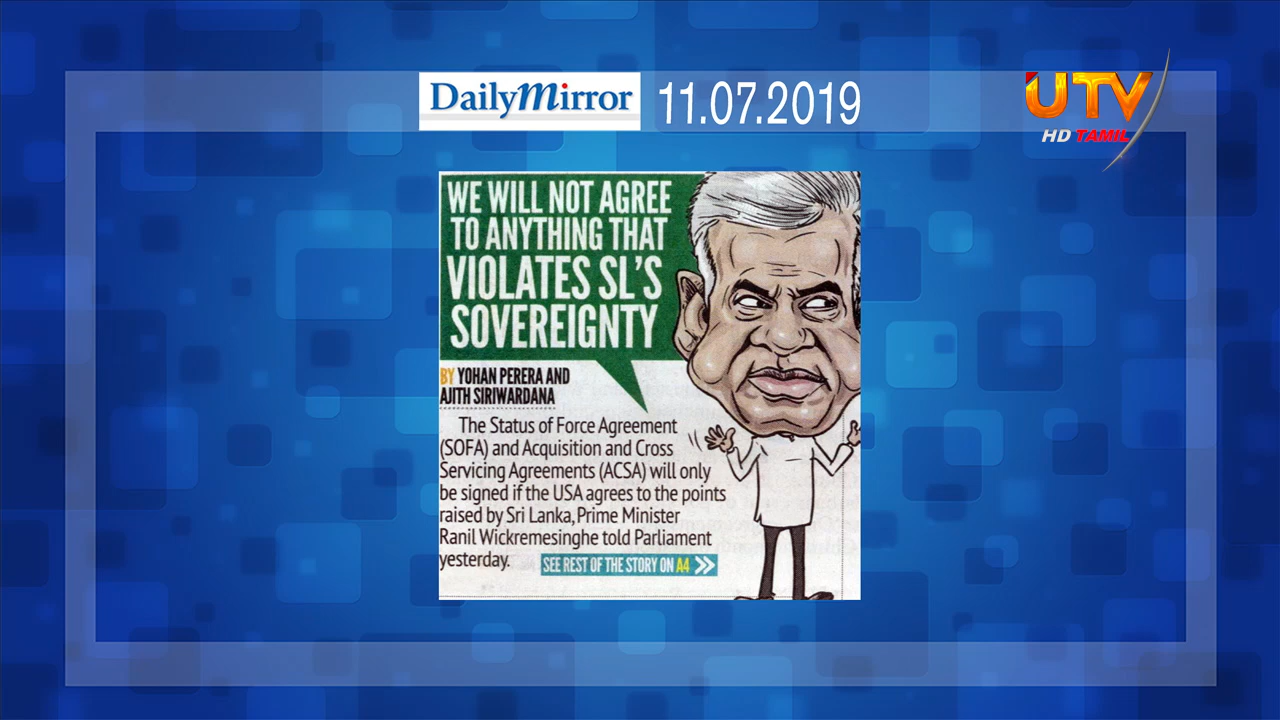 DailyMirror 11.07.2019
UTV
HD TAMIL
WE WILL NOT AGREE
TO ANYTHING THAT
VIOLATES SL'S
SOVEREIGNTY
BY YOHAN PERERA AND
AJITH SIRIWARDANA
The Status of Force Agreement
(SOFA) and Acquisition and Cross
Servicing Agreements (ACSA) will only
be signed if the USA agrees to the points
raised by Sri Lanka, Prime Minister
Ranil Wickremesinghe told Parliament
yesterday.
SEE REST OF THE STORY ON A4